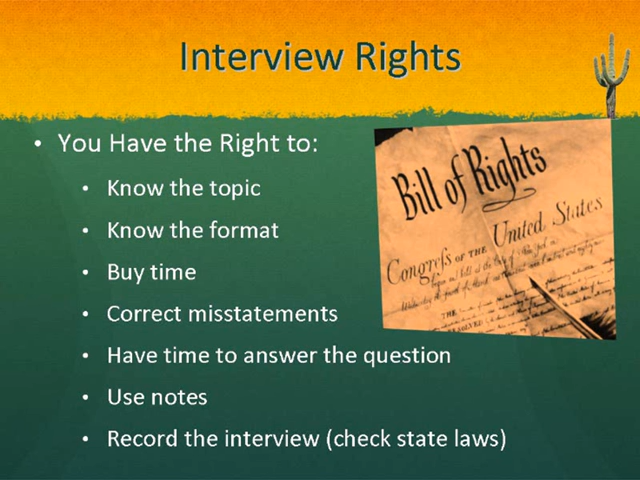 Interview Rights
• You Have the Right to:
• Know the topic
• Know the format
• Buy time
• Correct misstatements
• Have time to answer the question
• Use notes
• Record the interview (check state laws)
Bill of Rights
Congrefs OF THE United States
THE